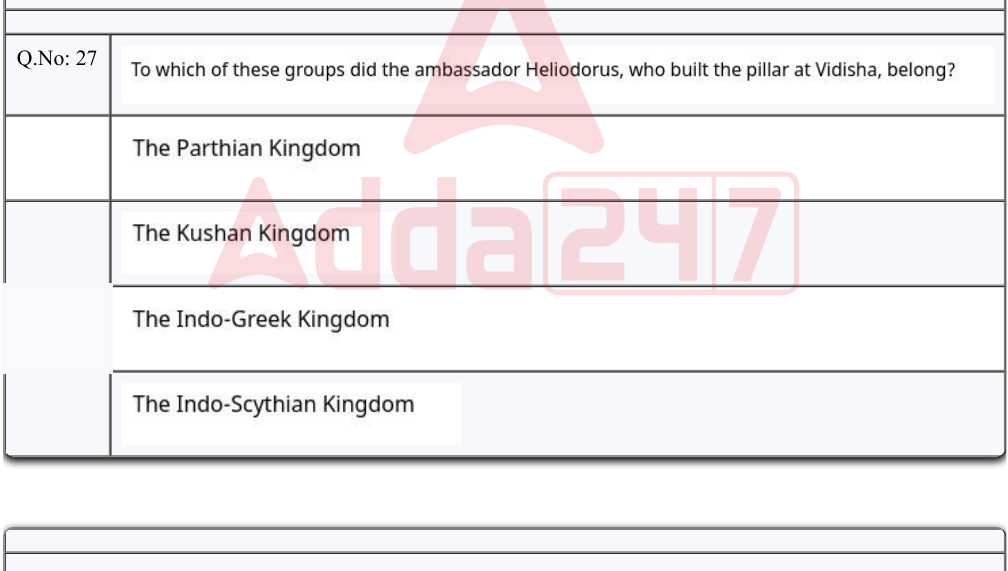 Q.No: 27
To which of these groups did the ambassador Heliodorus, who built the pillar at Vidisha, belong?
The Parthian Kingdom
Adda247
The Kushan Kingdom
The Indo-Greek Kingdom
The Indo-Scythian Kingdom